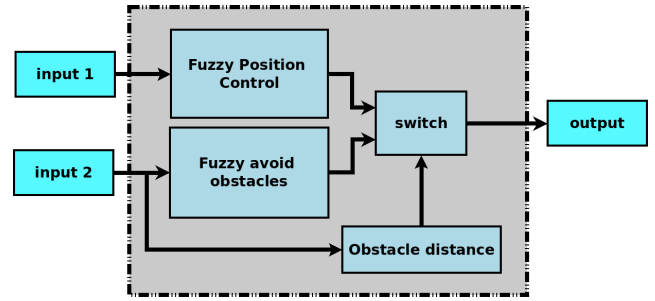 input 1
Fuzzy Position
Control
switch
output
input 2
Fuzzy avoid
obstacles
Obstacle distance